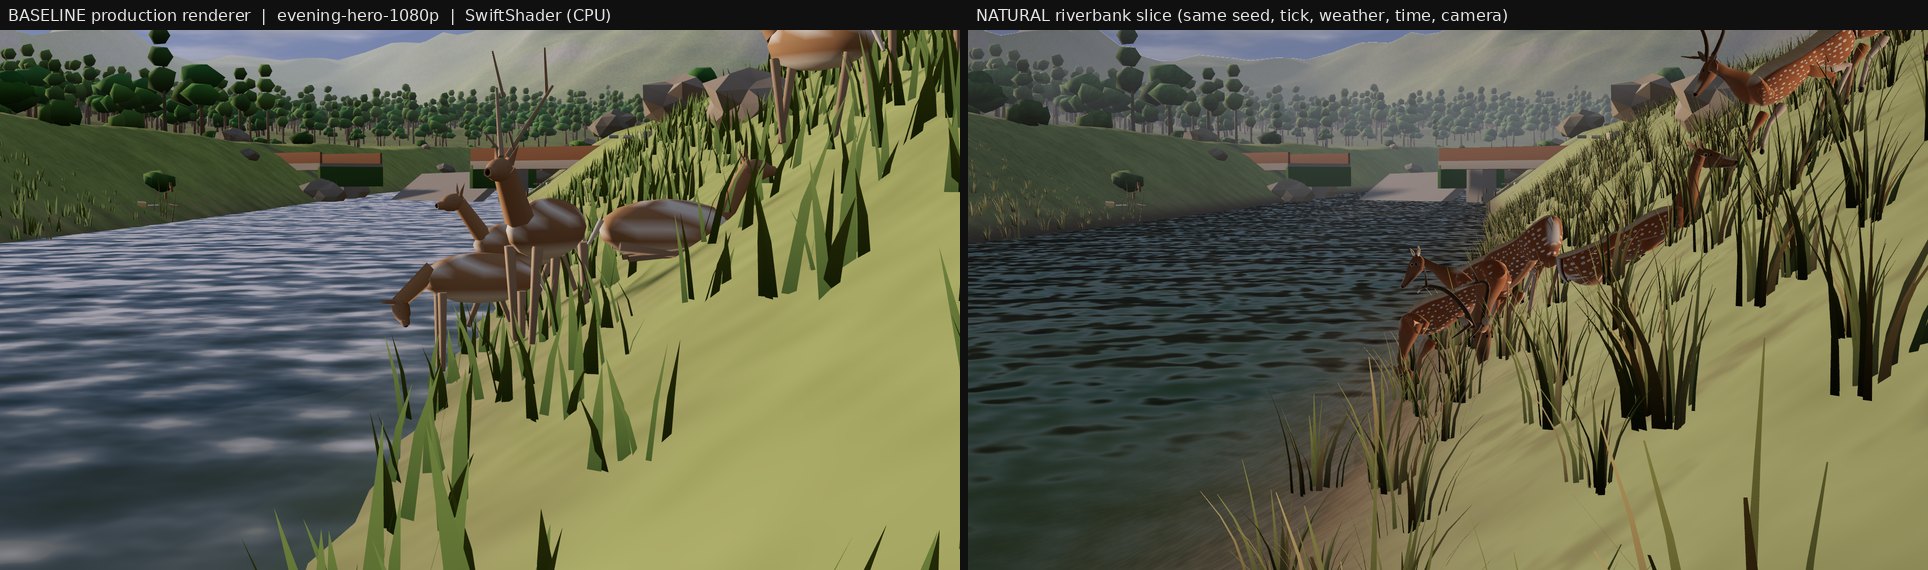 BASELINE production renderer | evening-hero-1080p | SwiftShader (CPU)
NATURAL riverbank slice (same seed, tick, weather, time, camera)